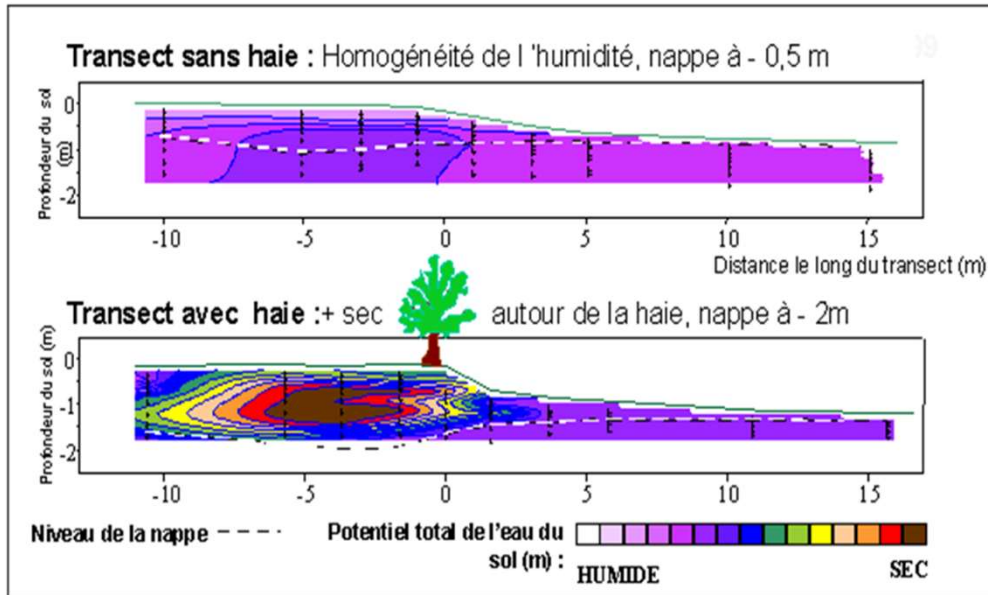 Transect sans haie : Homogénéité de l 'humidité, nappe à - 0,5 m
Profondeur du sol (m)
0
-1
-2
-10 -5 0 5 10 15
Distance le long du transect (m)
Transect avec haie :+ sec autour de la haie, nappe à - 2m
Profondeur du sol (m)
0
-1
-2
-10 -5 0 5 10 15
Niveau de la nappe
Potentiel total de l'eau du
sol (m) :
HUMIDE SEC